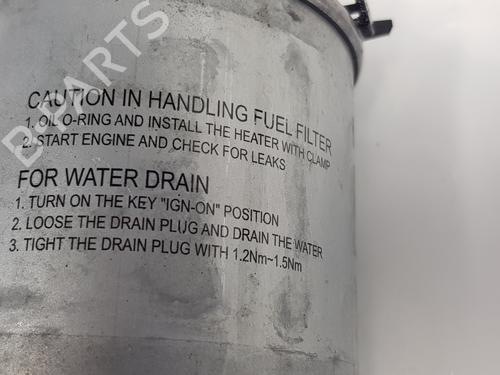 B-PARTS
CAUTION IN HANDLING FUEL FILTER
1. OIL O-RING AND INSTALL THE HEATER WITH CLAMP
2. START ENGINE AND CHECK FOR LEAKS
FOR WATER DRAIN
1. TURN ON THE KEY "IGN-ON" POSITION
2. LOOSE THE DRAIN PLUG AND DRAIN THE WATER
3. TIGHT THE DRAIN PLUG WITH 1.2Nm~1.5Nm